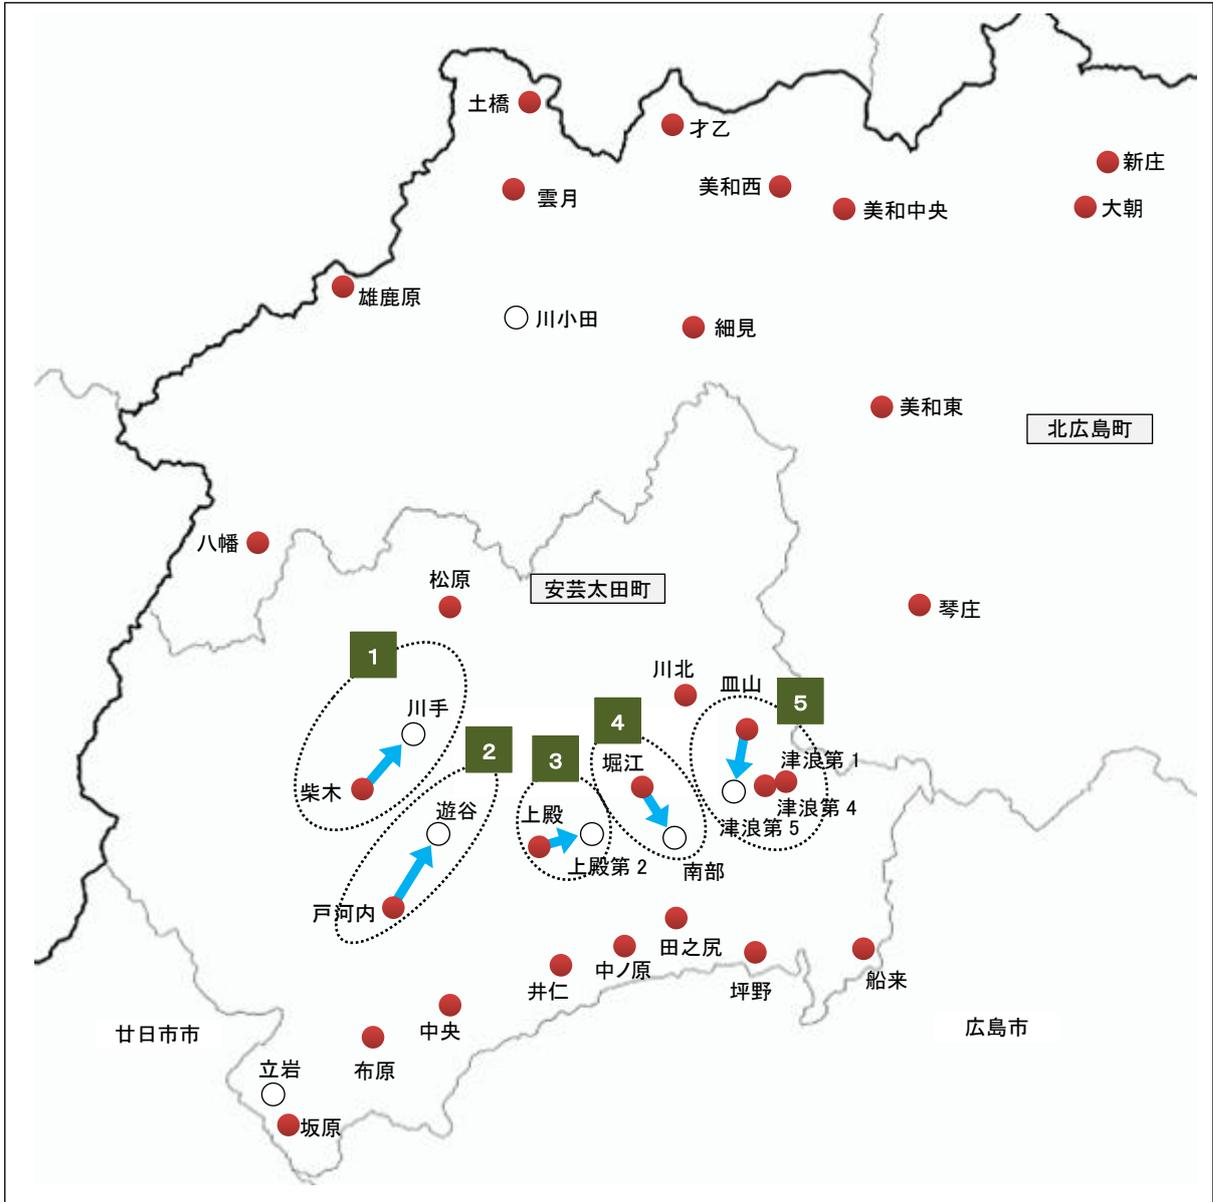 土橋
才乙
新庄
美和西
雲月
美和中央
大朝
雄鹿原
川小田
細見
美和東
北広島町
八幡
松原
安芸太田町
琴庄
1
川北
皿山
5
川手
4
2
3
堀江
津浪第1
柴木
遊谷
上殿
津浪第4
津浪第5
上殿第2
南部
戸河内
田之尻
中ノ原
船来
井仁
坪野
中央
廿日市市
広島市
立岩
布原
坂原